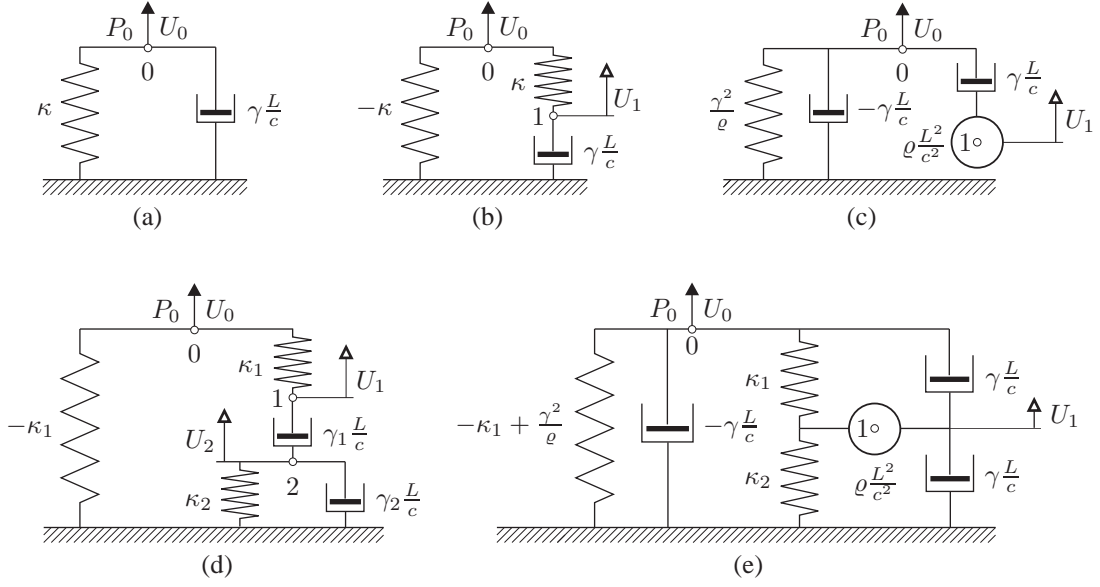 P₀ U₀
0
κ
γ L/c
(a)
P₀ U₀
0
−κ
κ
1
U₁
γ L/c
(b)
P₀ U₀
0
γ²/ϱ
−γ L/c
γ L/c
1
U₁
ϱ L²/c²
(c)
P₀ U₀
0
−κ₁
κ₁
1
U₁
γ₁ L/c
U₂
2
κ₂
γ₂ L/c
(d)
P₀ U₀
0
−κ₁ + γ²/ϱ
−γ L/c
κ₁
κ₂
1
ϱ L²/c²
γ L/c
U₁
γ L/c
(e)